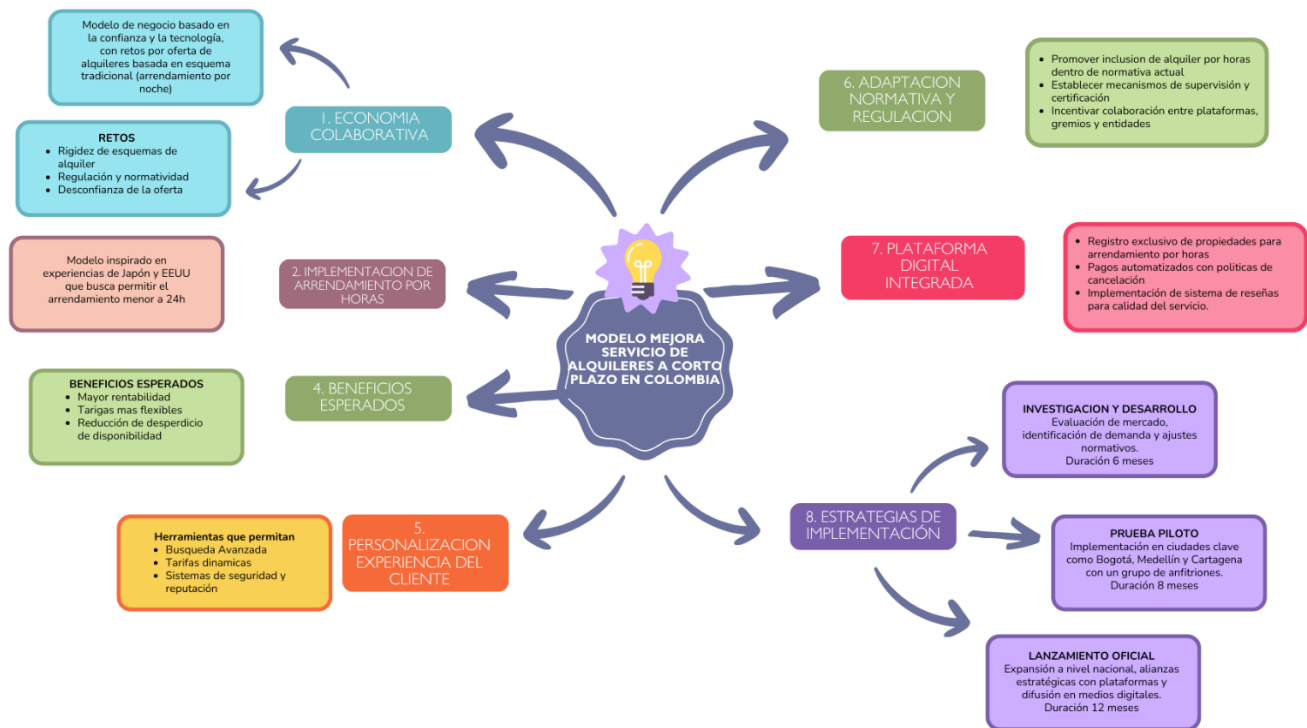 Modelo de negocio basado en
la confianza y la tecnología,
con retos por oferta de
alquileres basada en esquema
tradicional (arrendamiento por
noche)
1. ECONOMIA
COLABORATIVA
RETOS
• Rigidez de esquemas de
alquiler
• Regulación y normatividad
• Desconfianza de la oferta
Modelo inspirado en
experiencias de Japón y EEUU
que busca permitir el
arrendamiento menor a 24h
2. IMPLEMENTACION DE
ARRENDAMIENTO POR
HORAS
BENEFICIOS ESPERADOS
• Mayor rentabilidad
• Tarigas mas flexibles
• Reducción de desperdicio
de disponibilidad
4. BENEFICIOS
ESPERADOS
Herramientas que permitan
• Busqueda Avanzada
• Tarifas dinamicas
• Sistemas de seguridad y
reputación
5.
PERSONALIZACION
EXPERIENCIA DEL
CLIENTE
MODELO MEJORA
SERVICIO DE
ALQUILERES A CORTO
PLAZO EN COLOMBIA
6. ADAPTACION
NORMATIVA Y
REGULACION
• Promover inclusion de alquiler por horas
dentro de normativa actual
• Establecer mecanismos de supervisión y
certificación
• Incentivar colaboración entre plataformas,
gremios y entidades
7. PLATAFORMA
DIGITAL
INTEGRADA
• Registro exclusivo de propiedades para
arrendamiento por horas
• Pagos automatizados con politicas de
cancelación
• Implementación de sistema de reseñas
para calidad del servicio.
8. ESTRATEGIAS DE
IMPLEMENTACIÓN
INVESTIGACION Y DESARROLLO
Evaluación de mercado,
identificación de demanda y ajustes
normativos.
Duración 6 meses
PRUEBA PILOTO
Implementación en ciudades clave
como Bogotá, Medellín y Cartagena
con un grupo de anfitriones.
Duración 8 meses
LANZAMIENTO OFICIAL
Expansión a nivel nacional, alianzas
estratégicas con plataformas y
difusión en medios digitales.
Duración 12 meses